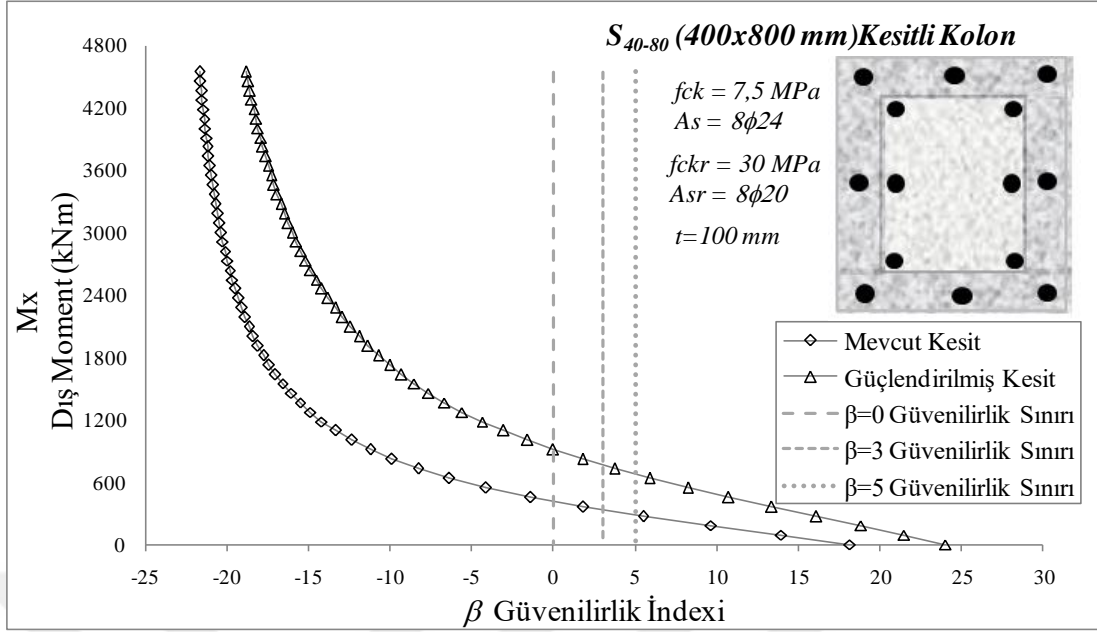 S40-80 (400x800 mm)Kesitli Kolon
fck = 7,5 MPa
As = 8ϕ24
fckr = 30 MPa
Asr = 8ϕ20
t=100 mm
Mx
Dış Moment (kNm)
4800
4200
3600
3000
2400
1800
1200
600
0
-25 -20 -15 -10 -5 0 5 10 15 20 25 30
β Güvenilirlik İndexi
Mevcut Kesit
Güçlendirilmiş Kesit
β=0 Güvenilirlik Sınırı
β=3 Güvenilirlik Sınırı
β=5 Güvenilirlik Sınırı